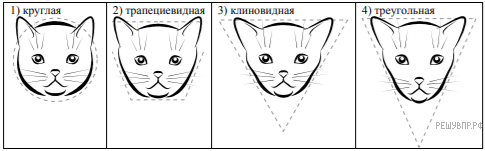 1) круглая
2) трапециевидная
3) клиновидная
4) треугольная
РЕШУВПР.РФ